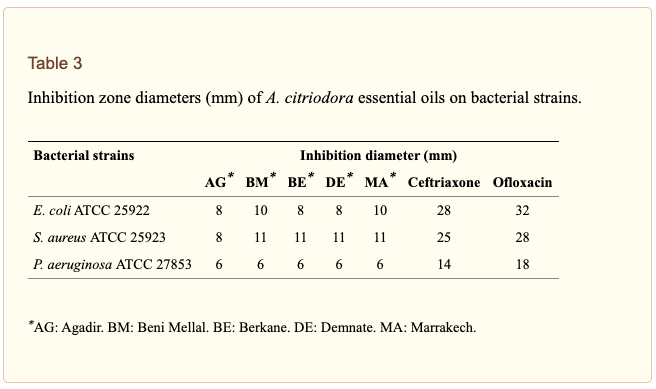 Table 3
Inhibition zone diameters (mm) of A. citriodora essential oils on bacterial strains.
Bacterial strains Inhibition diameter (mm)
AG* BM* BE* DE* MA* Ceftriaxone Ofloxacin
E. coli ATCC 25922 8 10 8 8 10 28 32
S. aureus ATCC 25923 8 11 11 11 11 25 28
P. aeruginosa ATCC 27853 6 6 6 6 6 14 18
*AG: Agadir. BM: Beni Mellal. BE: Berkane. DE: Demnate. MA: Marrakech.